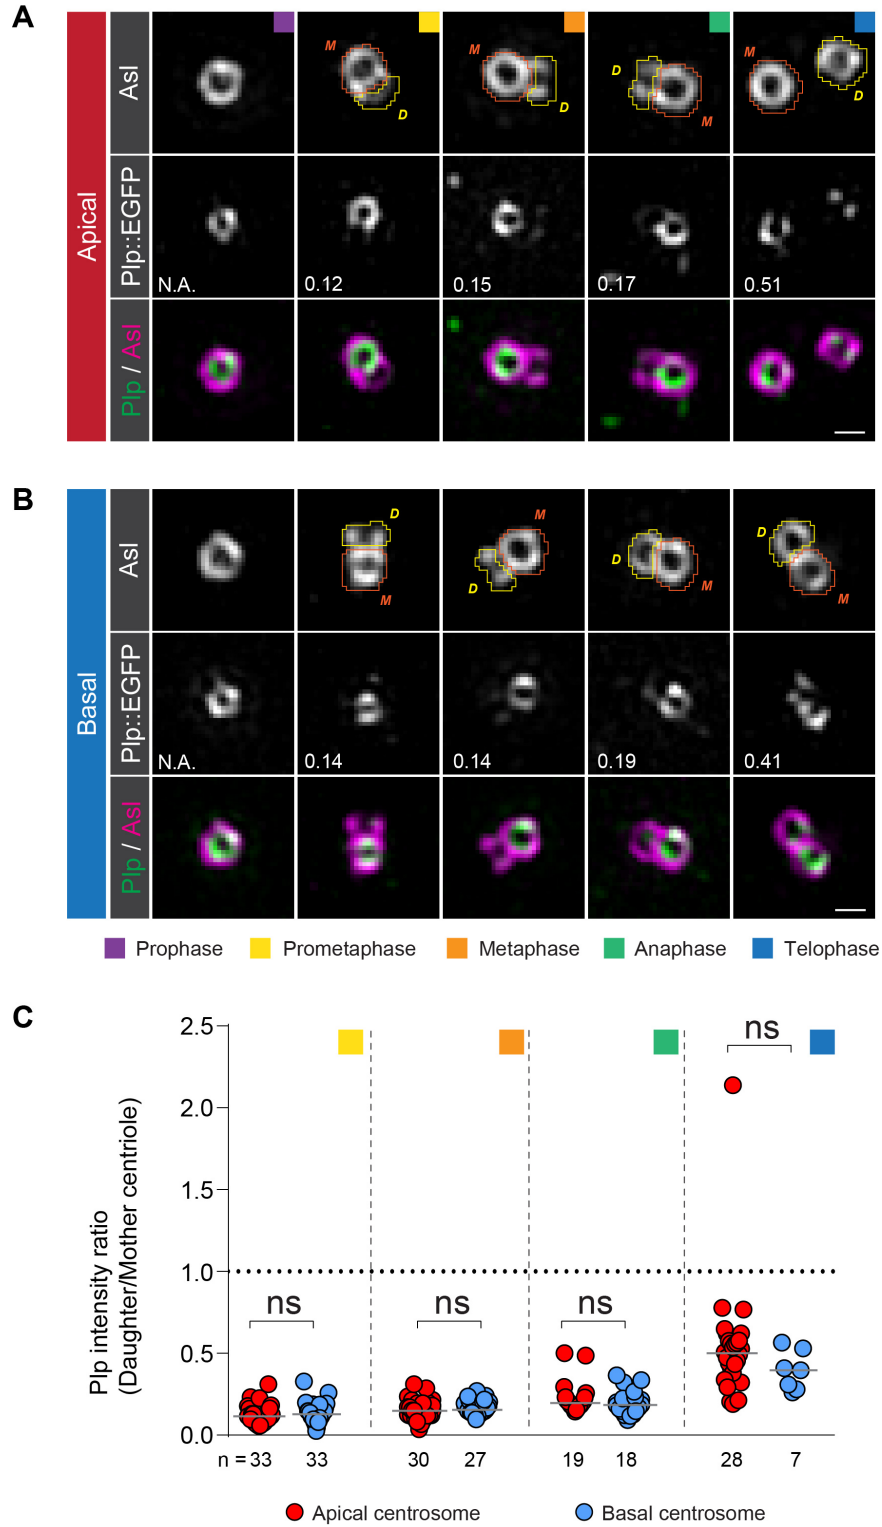 A
Apical
Asl
M
M
D
M
D
D
M
M
D
Plp::EGFP
N.A.
0.12
0.15
0.17
0.51
Plp / Asl
B
Basal
Asl
D
M
M
D
D
M
D
M
Plp::EGFP
N.A.
0.14
0.14
0.19
0.41
Plp / Asl
Prophase Prometaphase Metaphase Anaphase Telophase
C
Plp intensity ratio
(Daughter/Mother centriole)
2.5
2.0
1.5
1.0
0.5
0.0
ns
ns
ns
ns
n = 33 33 30 27 19 18 28 7
Apical centrosome Basal centrosome